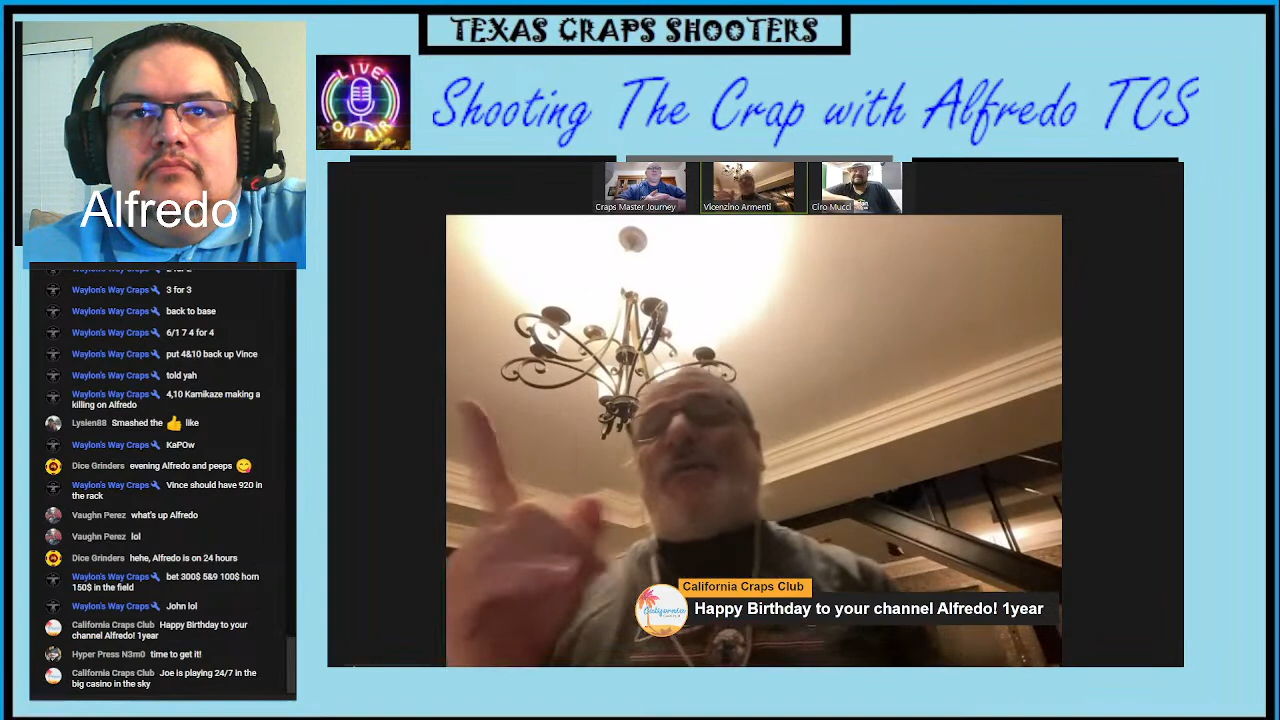 TEXAS CRAPS SHOOTERS
LIVE
ON AIR
Shooting The Crap with Alfredo TCS
Alfredo
Craps Master Journey
Vicenzino Armenti
Ciro Mucci
Waylon's Way Craps 3 for 3
Waylon's Way Craps back to base
Waylon's Way Craps 6/1 7 4 for 4
Waylon's Way Craps put 4&10 back up Vince
Waylon's Way Craps told yah
Waylon's Way Craps 4,10 Kamikaze making a
killing on Alfredo
Lysien88 Smashed the 👍 like
Waylon's Way Craps KaPOw
Dice Grinders evening Alfredo and peeps 😋
Waylon's Way Craps Vince should have 920 in
the rack
Vaughn Perez what's up Alfredo
Vaughn Perez lol
Dice Grinders hehe, Alfredo is on 24 hours
Waylon's Way Craps bet 300$ 5&9 100$ horn
150$ in the field
Waylon's Way Craps John lol
California Craps Club Happy Birthday to your
channel Alfredo! 1year
Hyper Press N3m0 time to get it!
California Craps Club Joe is playing 24/7 in the
big casino in the sky
California Craps Club
California
Happy Birthday to your channel Alfredo! 1year